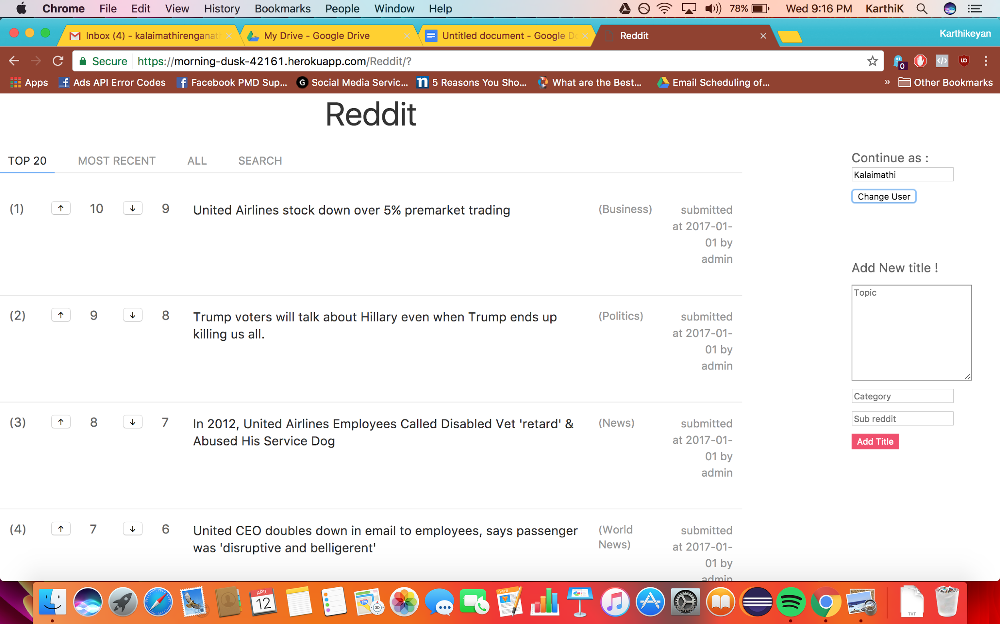 Chrome File Edit View History Bookmarks People Window Help 78% Wed 9:16 PM KarthiK
Inbox (4) - kalaimathirenganat My Drive - Google Drive Untitled document - Google Do Reddit Karthikeyan
Secure https://morning-dusk-42161.herokuapp.com/Reddit/? 0
Apps Ads API Error Codes Facebook PMD Sup... Social Media Servic... 5 Reasons You Sho... What are the Best... Email Scheduling of... » Other Bookmarks
Reddit
TOP 20 MOST RECENT ALL SEARCH
(1) ↑ 10 ↓ 9 United Airlines stock down over 5% premarket trading (Business) submitted
at 2017-01-
01 by
admin
(2) ↑ 9 ↓ 8 Trump voters will talk about Hillary even when Trump ends up (Politics) submitted
killing us all. at 2017-01-
01 by
admin
(3) ↑ 8 ↓ 7 In 2012, United Airlines Employees Called Disabled Vet 'retard' & (News) submitted
Abused His Service Dog at 2017-01-
01 by
admin
(4) ↑ 7 ↓ 6 United CEO doubles down in email to employees, says passenger (World submitted
was 'disruptive and belligerent' News) at 2017-01-
01 by
admin
Continue as :
Kalaimathi
Change User
Add New title !
Topic
Category
Sub reddit
Add Title
APR
12
280
3D
PAGES
TXT